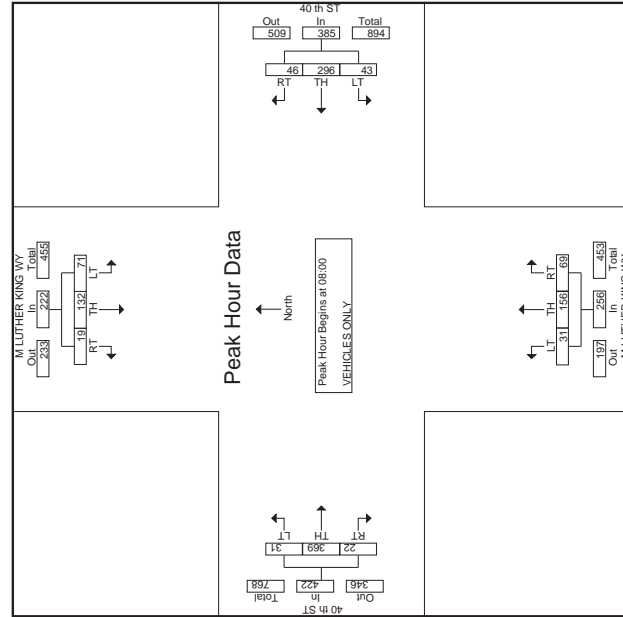 40 th ST
Out In Total
509 385 894
46 296 43
RT TH LT
M LUTHER KING WY
Out In Total
233 222 455
19 132 71
RT TH LT
Peak Hour Data
North
Peak Hour Begins at 08:00
VEHICLES ONLY
LT TH RT
31 156 69
197 256 453
Out In Total
M LUTHER KING WY
RT TH LT
22 369 31
346 422 768
Out In Total
40 th ST